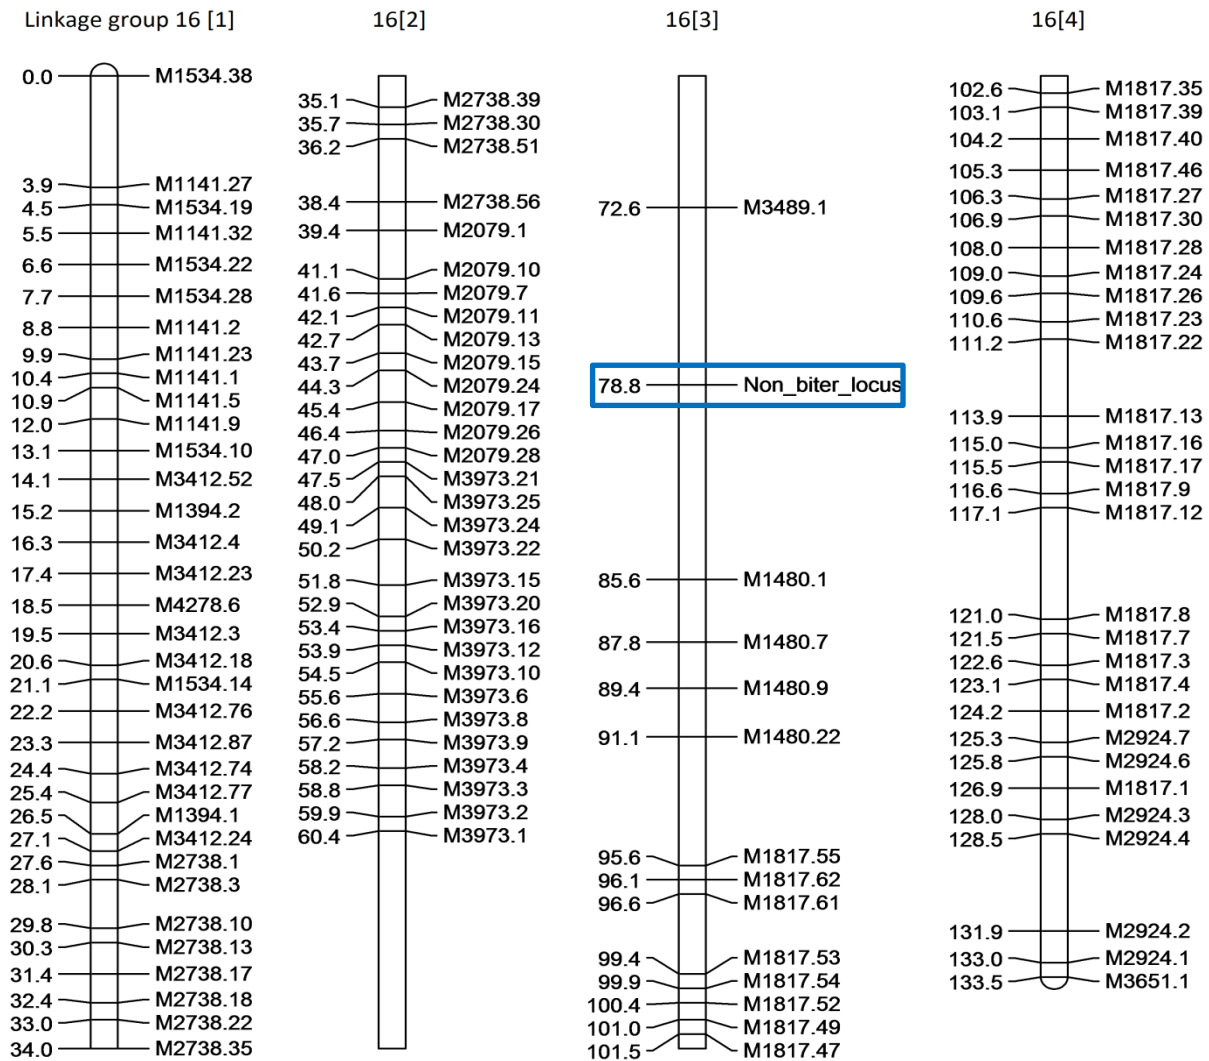 Linkage group 16 [1]
0.0 M1534.38
3.9 M1141.27
4.5 M1534.19
5.5 M1141.32
6.6 M1534.22
7.7 M1534.28
8.8 M1141.2
9.9 M1141.23
10.4 M1141.1
10.9 M1141.5
12.0 M1141.9
13.1 M1534.10
14.1 M3412.52
15.2 M1394.2
16.3 M3412.4
17.4 M3412.23
18.5 M4278.6
19.5 M3412.3
20.6 M3412.18
21.1 M1534.14
22.2 M3412.76
23.3 M3412.87
24.4 M3412.74
25.4 M3412.77
26.5 M1394.1
27.1 M3412.24
27.6 M2738.1
28.1 M2738.3
29.8 M2738.10
30.3 M2738.13
31.4 M2738.17
32.4 M2738.18
33.0 M2738.22
34.0 M2738.35
16[2]
35.1 M2738.39
35.7 M2738.30
36.2 M2738.51
38.4 M2738.56
39.4 M2079.1
41.1 M2079.10
41.6 M2079.7
42.1 M2079.11
42.7 M2079.13
43.7 M2079.15
44.3 M2079.24
45.4 M2079.17
46.4 M2079.26
47.0 M2079.28
47.5 M3973.21
48.0 M3973.25
49.1 M3973.24
50.2 M3973.22
51.8 M3973.15
52.9 M3973.20
53.4 M3973.16
53.9 M3973.12
54.5 M3973.10
55.6 M3973.6
56.6 M3973.8
57.2 M3973.9
58.2 M3973.4
58.8 M3973.3
59.9 M3973.2
60.4 M3973.1
16[3]
72.6 M3489.1
78.8 Non_biter_locus
85.6 M1480.1
87.8 M1480.7
89.4 M1480.9
91.1 M1480.22
95.6 M1817.55
96.1 M1817.62
96.6 M1817.61
99.4 M1817.53
99.9 M1817.54
100.4 M1817.52
101.0 M1817.49
101.5 M1817.47
16[4]
102.6 M1817.35
103.1 M1817.39
104.2 M1817.40
105.3 M1817.46
106.3 M1817.27
106.9 M1817.30
108.0 M1817.28
109.0 M1817.24
109.6 M1817.26
110.6 M1817.23
111.2 M1817.22
113.9 M1817.13
115.0 M1817.16
115.5 M1817.17
116.6 M1817.9
117.1 M1817.12
121.0 M1817.8
121.5 M1817.7
122.6 M1817.3
123.1 M1817.4
124.2 M1817.2
125.3 M2924.7
125.8 M2924.6
126.9 M1817.1
128.0 M2924.3
128.5 M2924.4
131.9 M2924.2
133.0 M2924.1
133.5 M3651.1